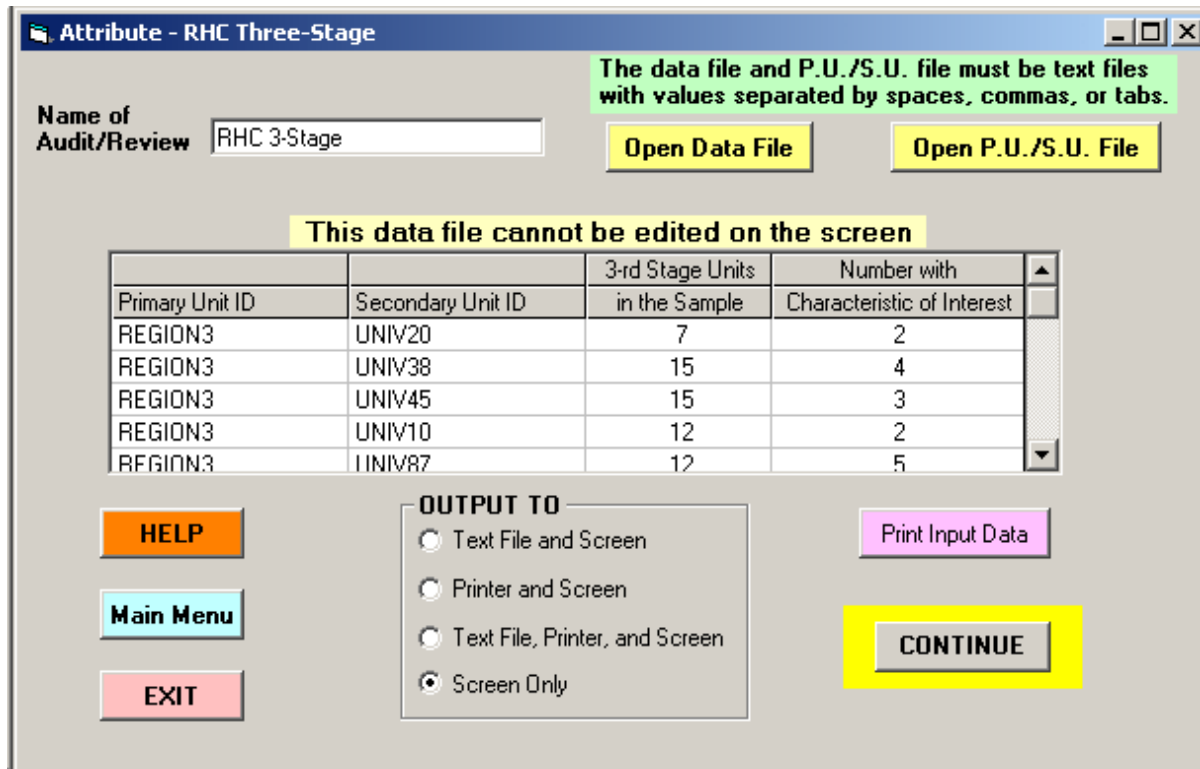 Attribute - RHC Three-Stage
The data file and P.U./S.U. file must be text files
with values separated by spaces, commas, or tabs.
Name of
Audit/Review
RHC 3-Stage
Open Data File
Open P.U./S.U. File
This data file cannot be edited on the screen
3-rd Stage Units Number with
Primary Unit ID Secondary Unit ID in the Sample Characteristic of Interest
REGION3 UNIV20 7 2
REGION3 UNIV38 15 4
REGION3 UNIV45 15 3
REGION3 UNIV10 12 2
REGION3 UNIV87 12 5
OUTPUT TO
HELP
Text File and Screen
Print Input Data
Printer and Screen
Main Menu
Text File, Printer, and Screen
CONTINUE
Screen Only
EXIT